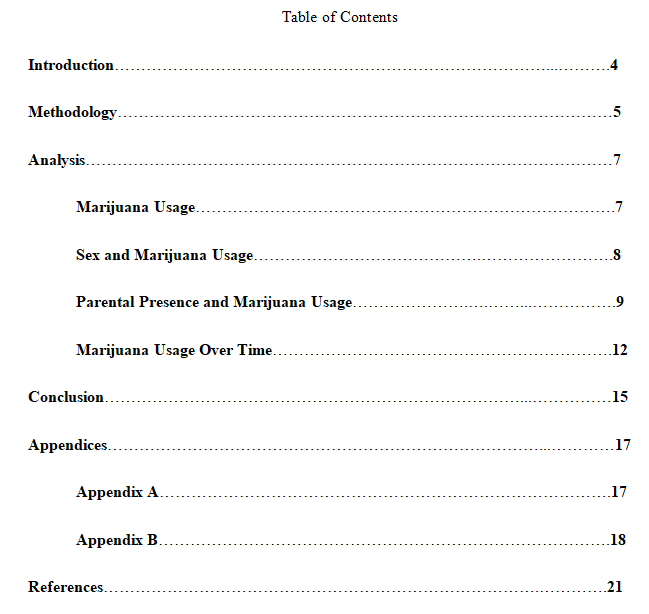 Table of Contents
Introduction…………………………………………………………………………...……….4
Methodology……………………………………………………………………………………5
Analysis…………………………………………………………………………………………7
Marijuana Usage………………………………………………………………………7
Sex and Marijuana Usage……………………………………………………………8
Parental Presence and Marijuana Usage………………….….……...……………9
Marijuana Usage Over Time…………………………………………………………12
Conclusion………………………………………………………………………...……………15
Appendices………………………………………………………………………………………17
Appendix A……………………………………………………………………………17
Appendix B……………………………………………………………………………18
References………………………………………………………………………………………21